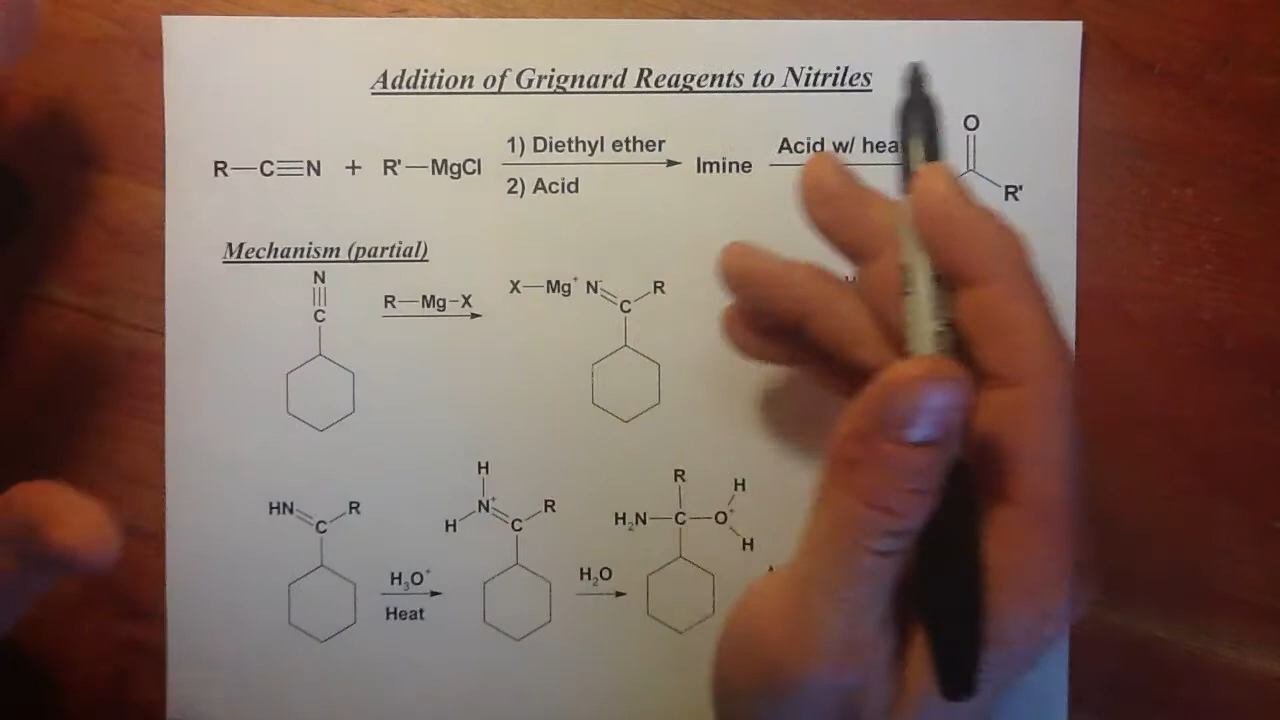 Addition of Grignard Reagents to Nitriles
R—C≡N + R'—MgCl 1) Diethyl ether Imine Acid w/ O
2) Acid R'
Mechanism (partial)
N
C
R—Mg–X
X—Mg⁺ N C R
HN C R
H₃O⁺
Heat
H
H N⁺ C R
H₂O
R
H₂N—C—O⁺ H
H